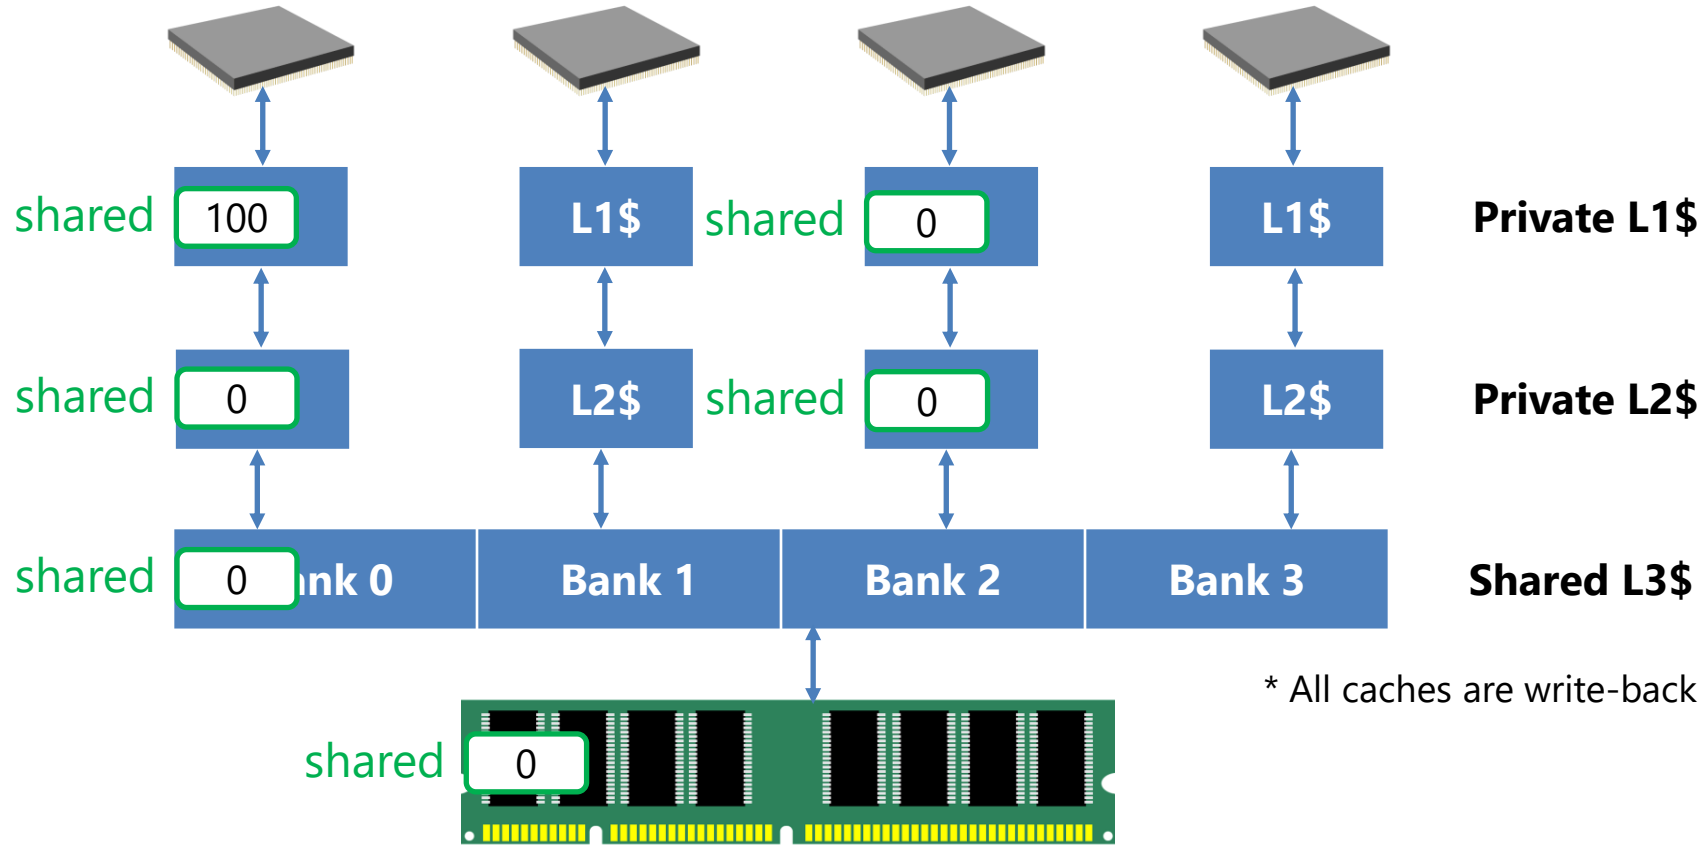 shared 100 L1$ shared 0 L1$ Private L1$
shared 0 L2$ shared 0 L2$ Private L2$
shared 0 nk 0 Bank 1 Bank 2 Bank 3 Shared L3$
* All caches are write-back
shared 0